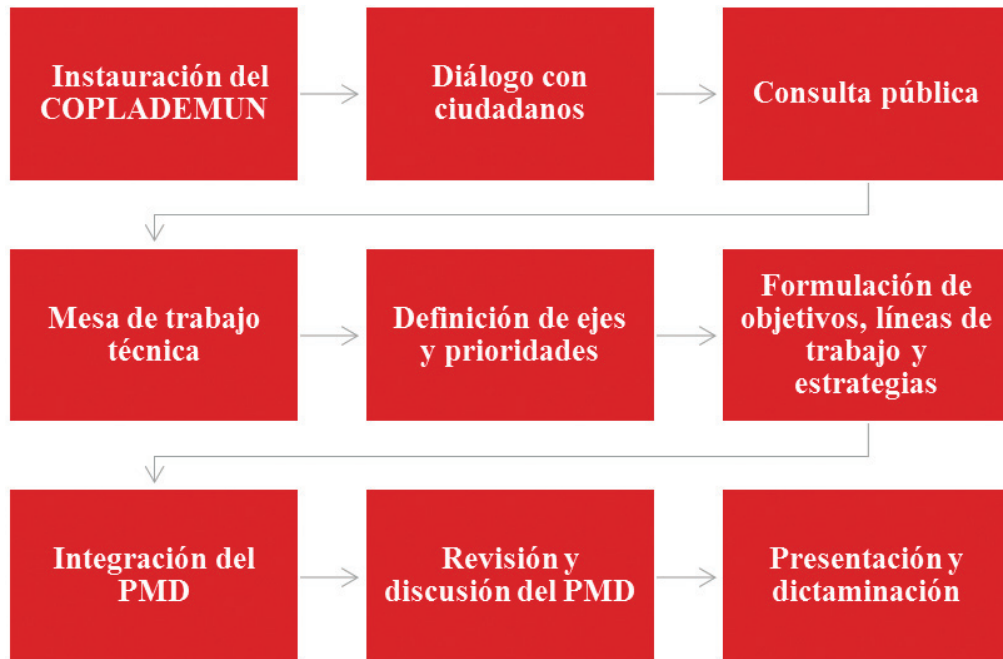 Instauración del
COPLADEMUN
Diálogo con
ciudadanos
Consulta pública
Mesa de trabajo
técnica
Definición de ejes
y prioridades
Formulación de
objetivos, líneas de
trabajo y
estrategias
Integración del
PMD
Revisión y
discusión del PMD
Presentación y
dictaminación